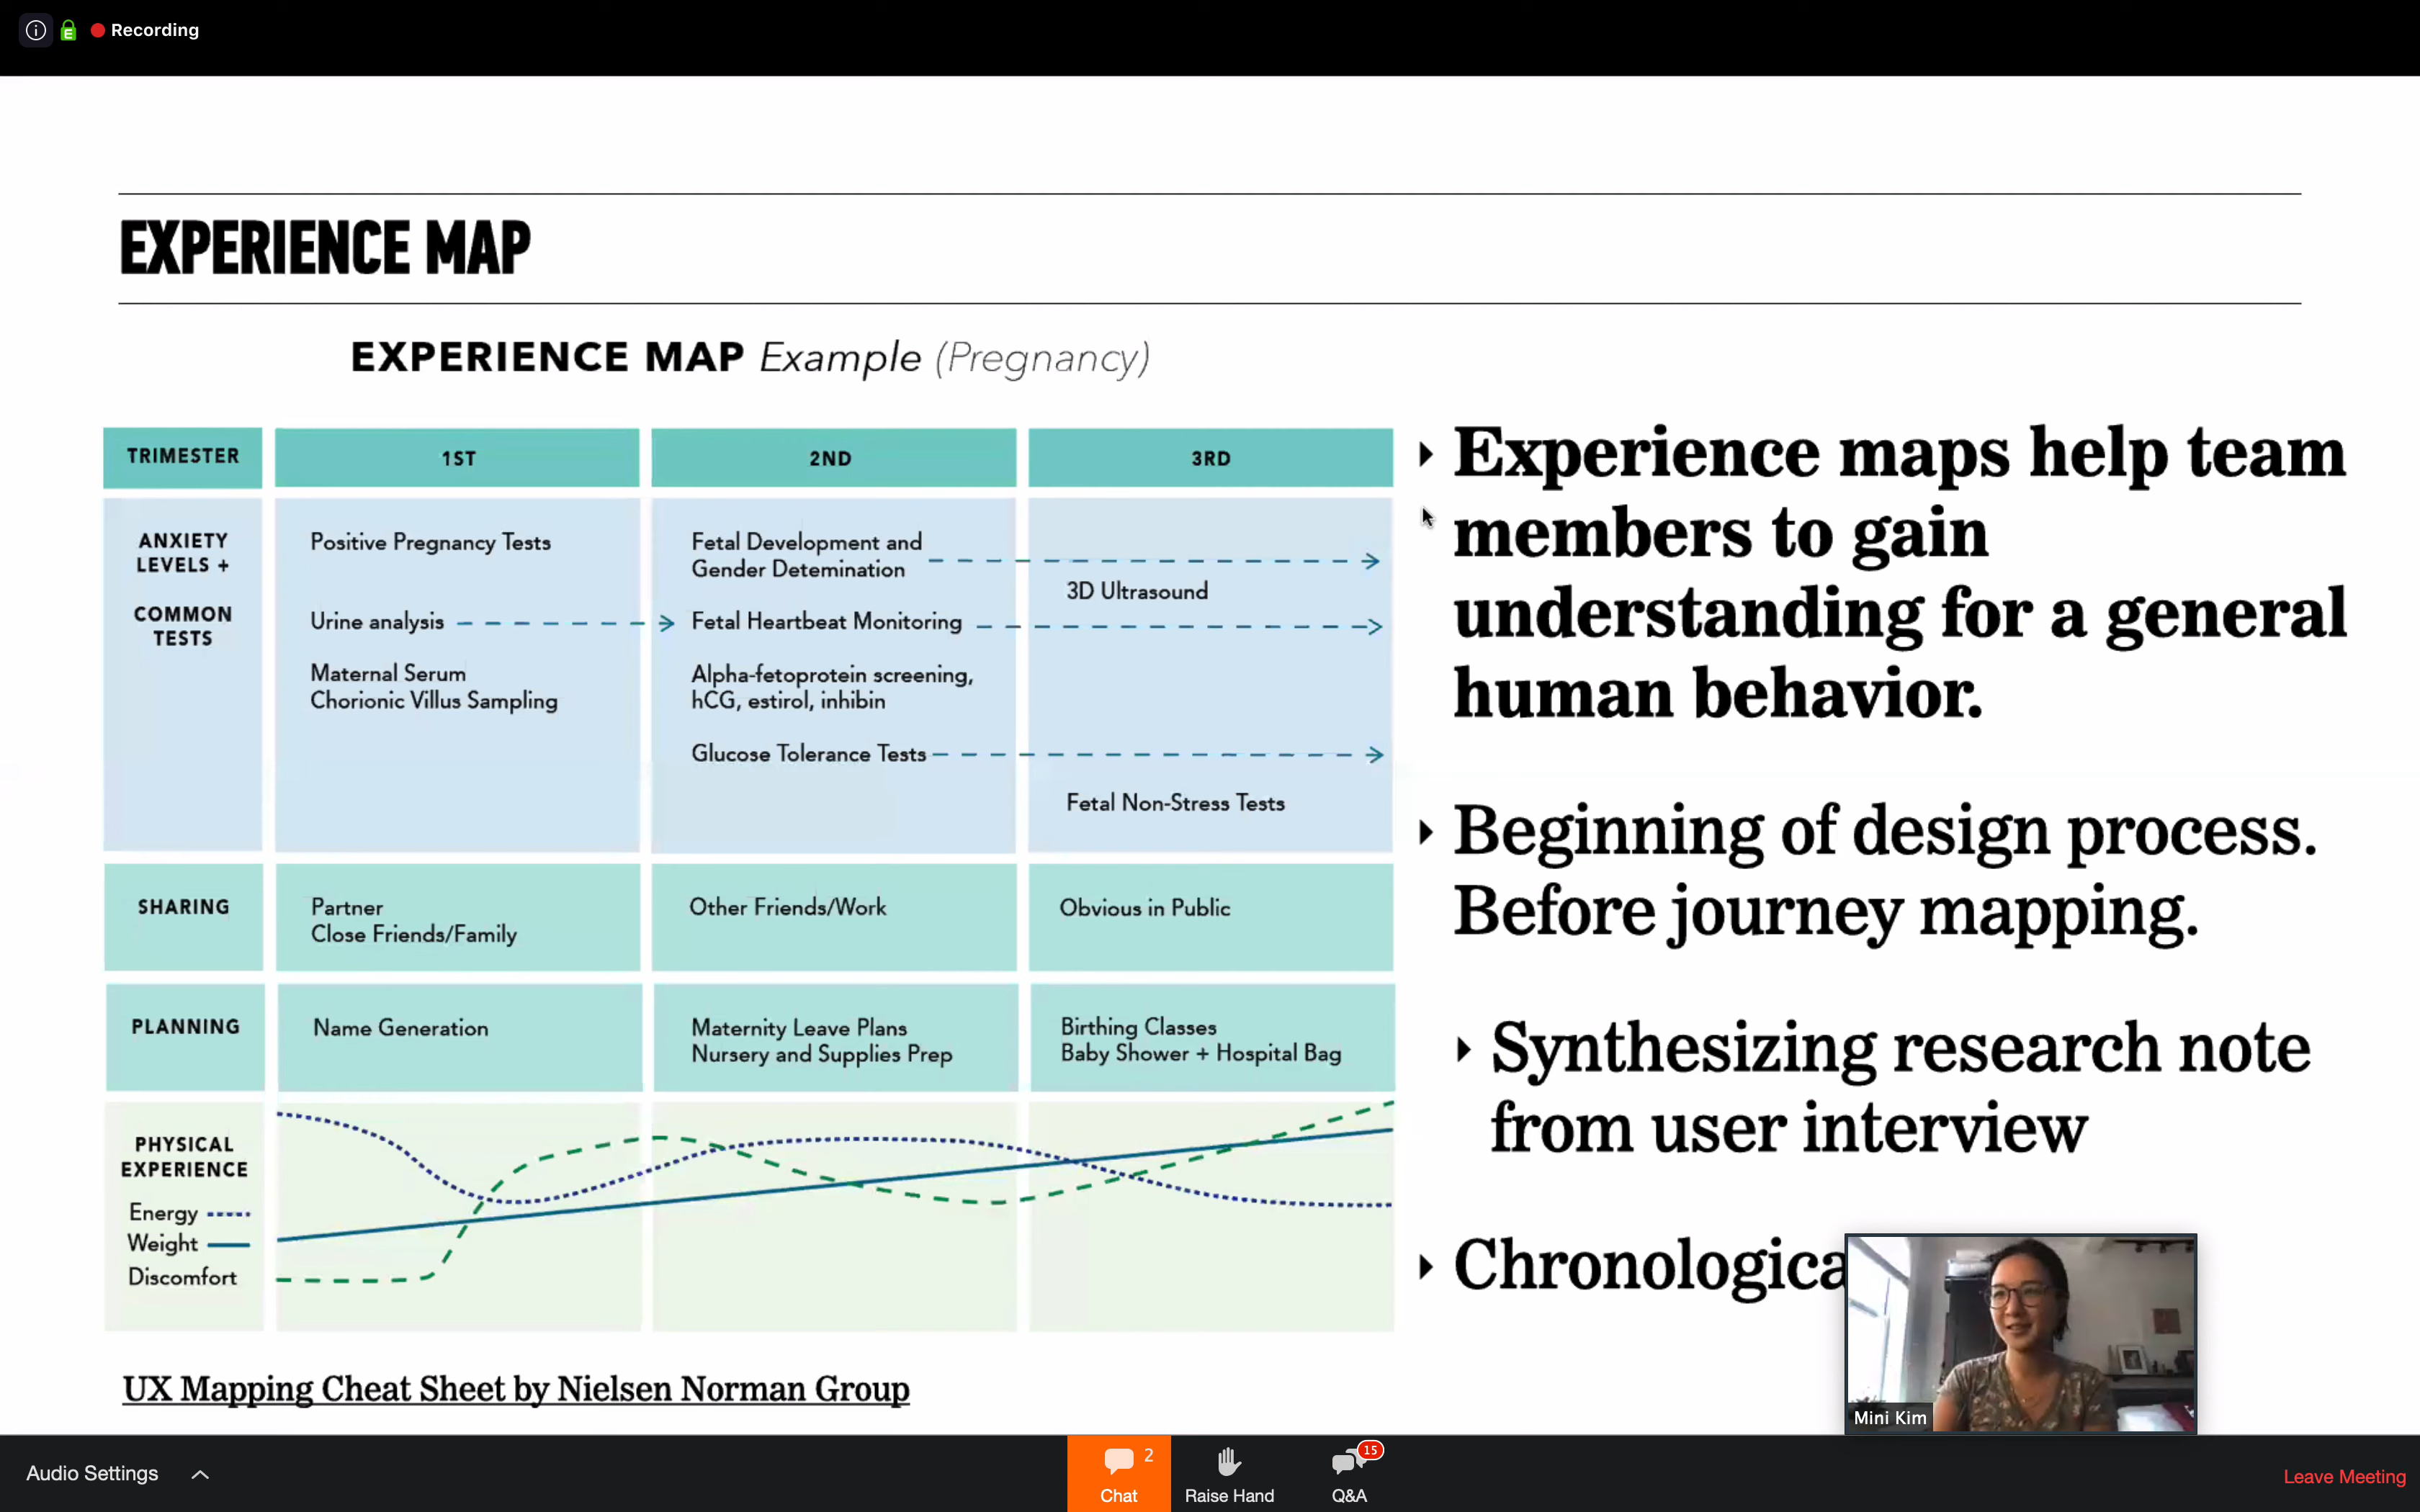 Recording
EXPERIENCE MAP
EXPERIENCE MAP Example (Pregnancy)
TRIMESTER
1ST
2ND
3RD
ANXIETY
LEVELS +
COMMON
TESTS
Positive Pregnancy Tests
Urine analysis
Maternal Serum
Chorionic Villus Sampling
Fetal Development and
Gender Detemination
Fetal Heartbeat Monitoring
Alpha-fetoprotein screening,
hCG, estirol, inhibin
Glucose Tolerance Tests
3D Ultrasound
Fetal Non-Stress Tests
SHARING
Partner
Close Friends/Family
Other Friends/Work
Obvious in Public
PLANNING
Name Generation
Maternity Leave Plans
Nursery and Supplies Prep
Birthing Classes
Baby Shower + Hospital Bag
PHYSICAL
EXPERIENCE
Energy
Weight
Discomfort
Experience maps help team
members to gain
understanding for a general
human behavior.
Beginning of design process.
Before journey mapping.
Synthesizing research note
from user interview
Chronologica
UX Mapping Cheat Sheet by Nielsen Norman Group
Mini Kim
Audio Settings
2
Chat
Raise Hand
15
Q&A
Leave Meeting